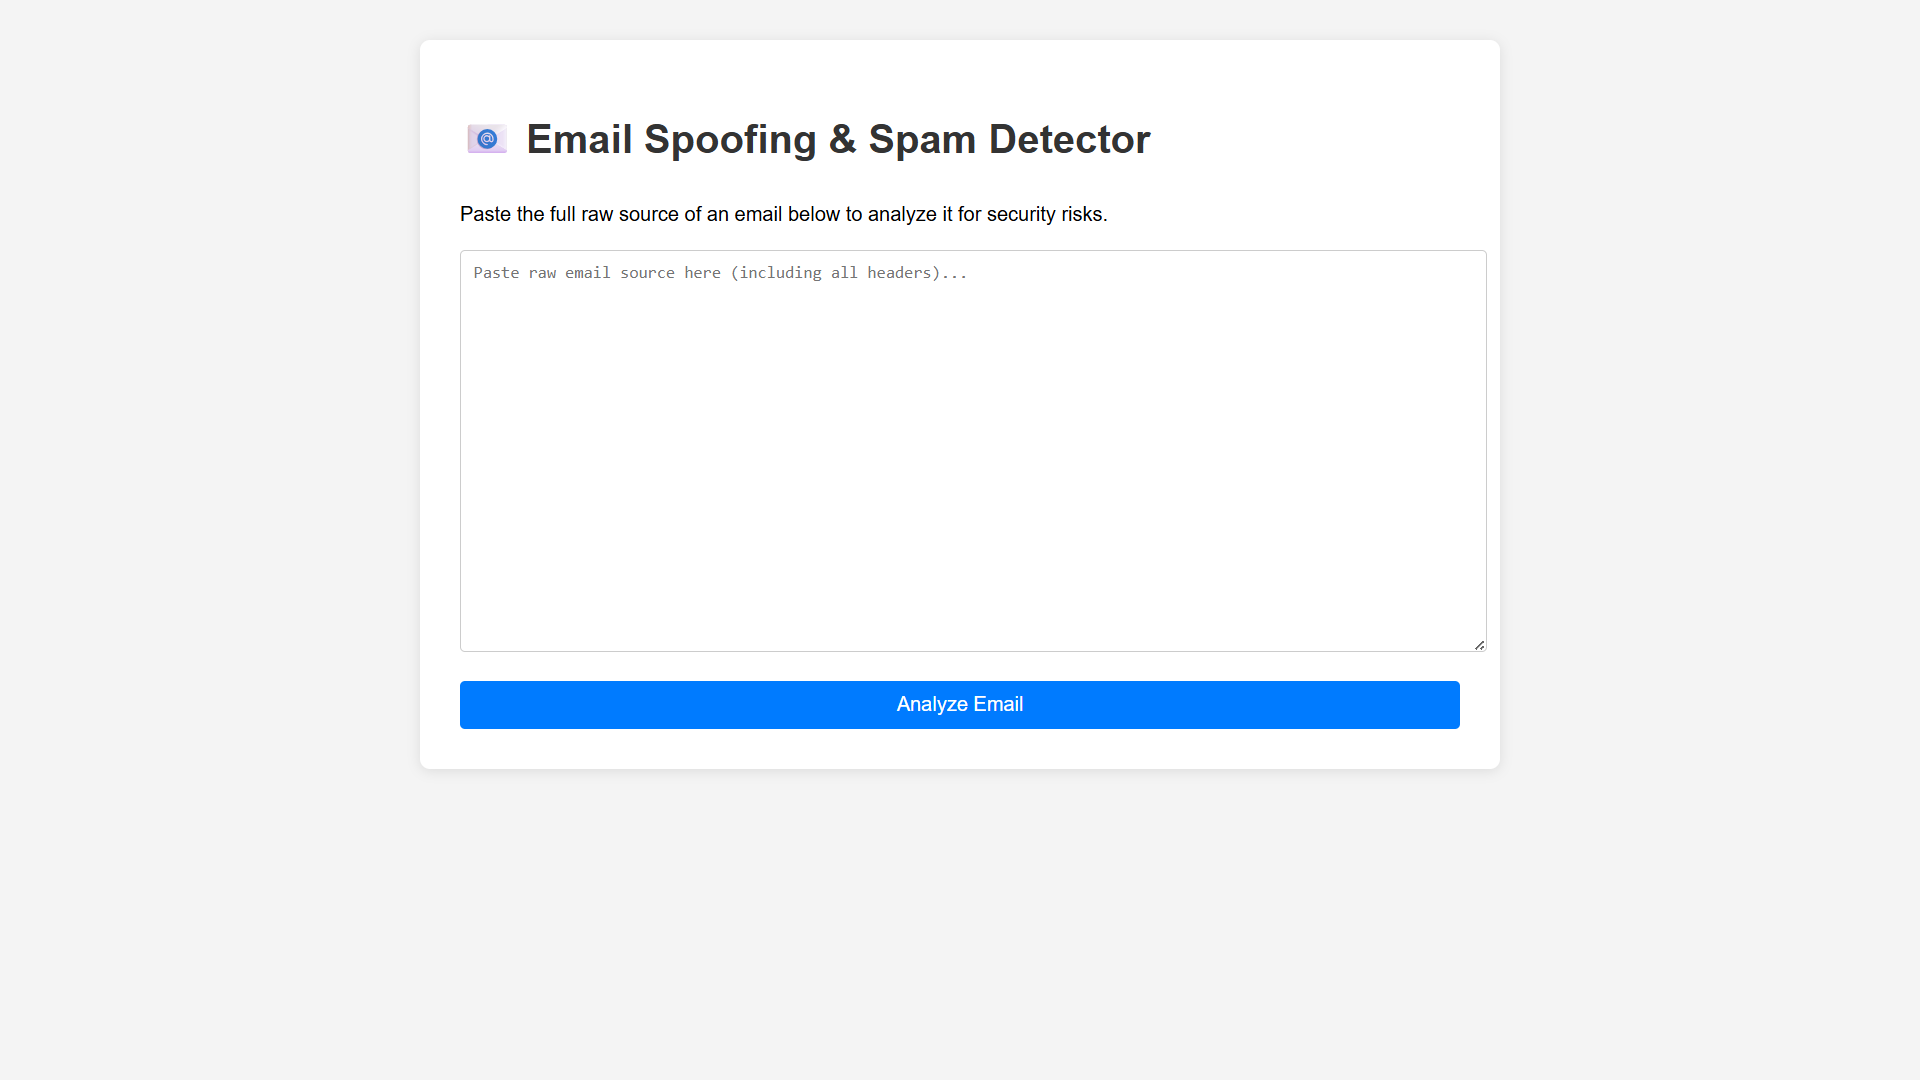 Email Spoofing & Spam Detector
Paste the full raw source of an email below to analyze it for security risks.
Paste raw email source here (including all headers)...
Analyze Email